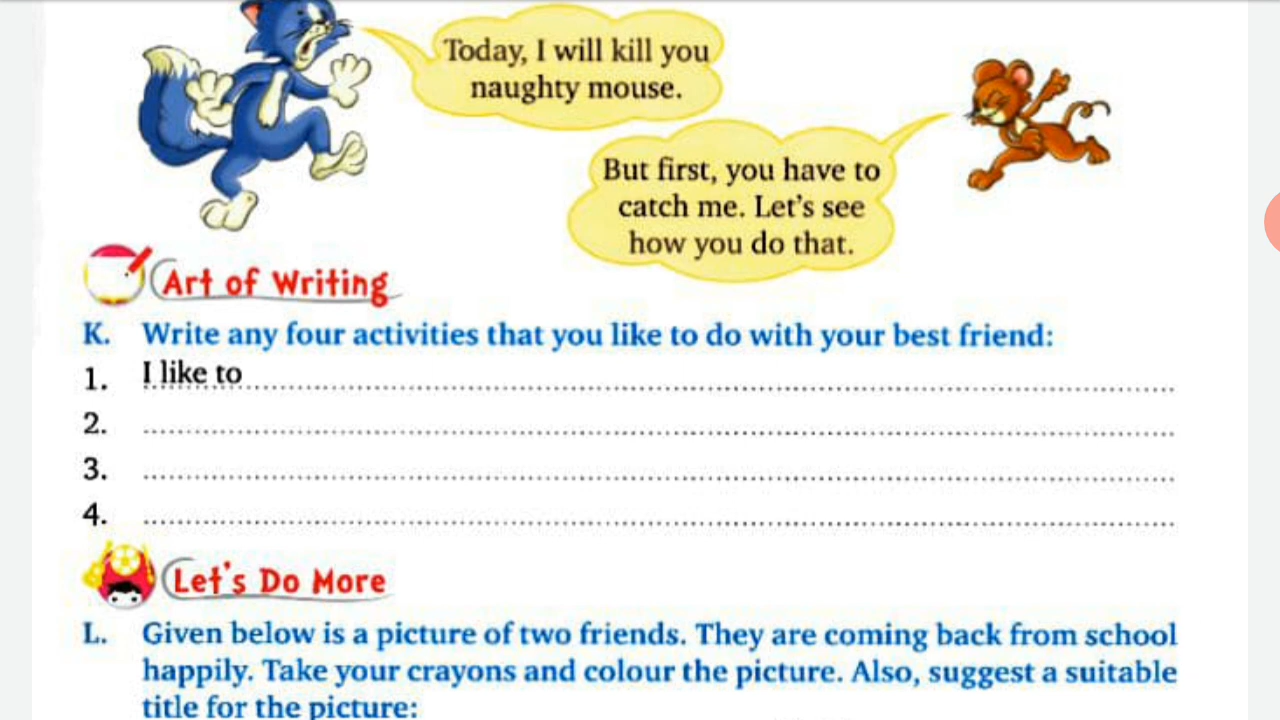 Today, I will kill you
naughty mouse.
But first, you have to
catch me. Let's see
how you do that.
Art of Writing
K. Write any four activities that you like to do with your best friend:
1. I like to
2.
3.
4.
Let's Do More
L. Given below is a picture of two friends. They are coming back from school
happily. Take your crayons and colour the picture. Also, suggest a suitable
title for the picture: